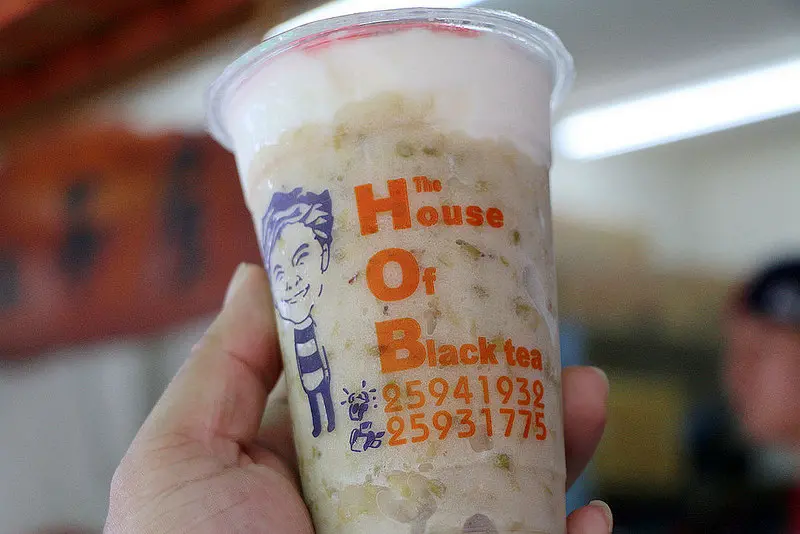 The
House
Of
Black tea
25941932
25931775